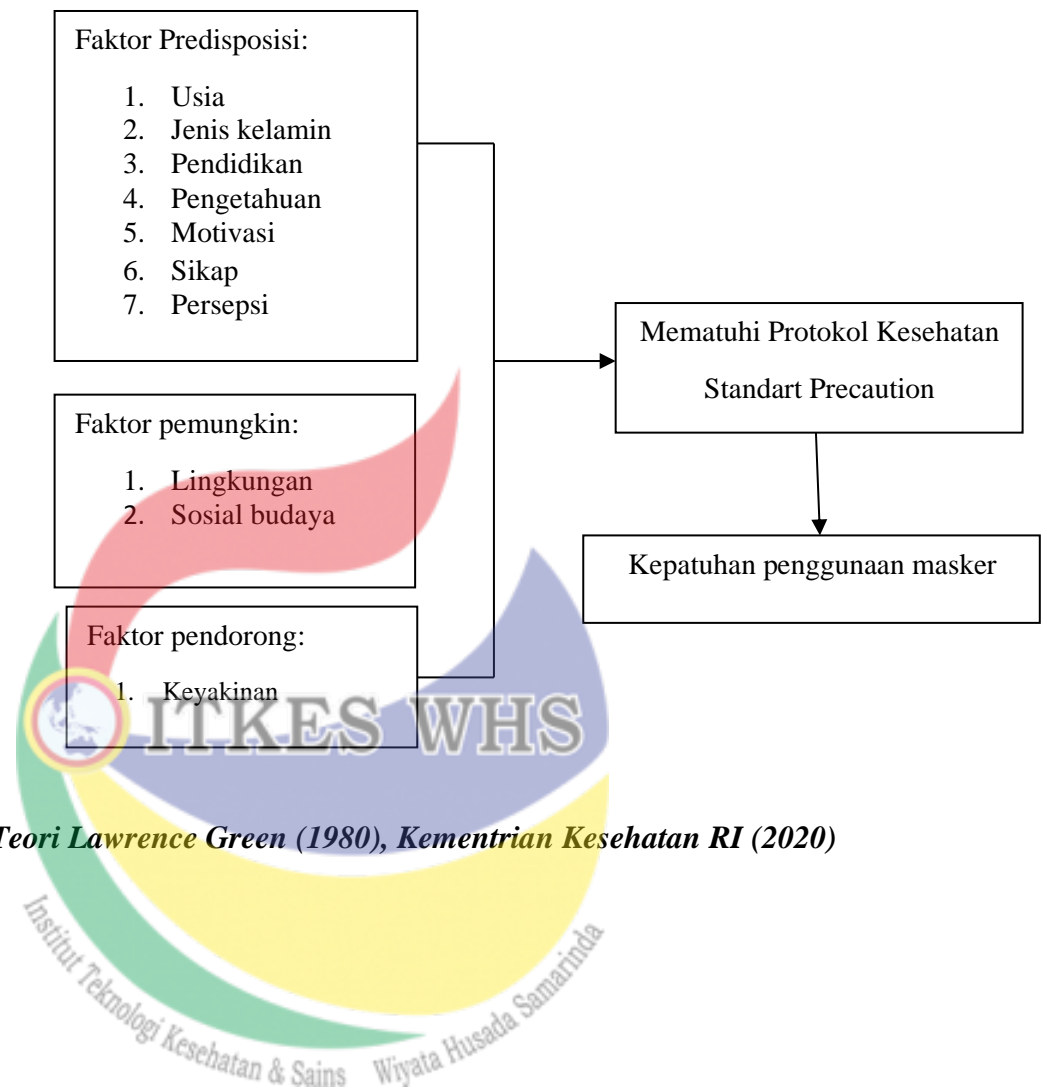 Faktor Predisposisi:
1. Usia
2. Jenis kelamin
3. Pendidikan
4. Pengetahuan
5. Motivasi
6. Sikap
7. Persepsi
Mematuhi Protokol Kesehatan
Standart Precaution
Faktor pemungkin:
1. Lingkungan
2. Sosial budaya
Kepatuhan penggunaan masker
Faktor pendorong:
1. Keyakinan
ITKES WHS
Teori Lawrence Green (1980), Kementrian Kesehatan RI (2020)
Institut Teknologi Kesehatan & Sains Wiyata Husada Samarinda